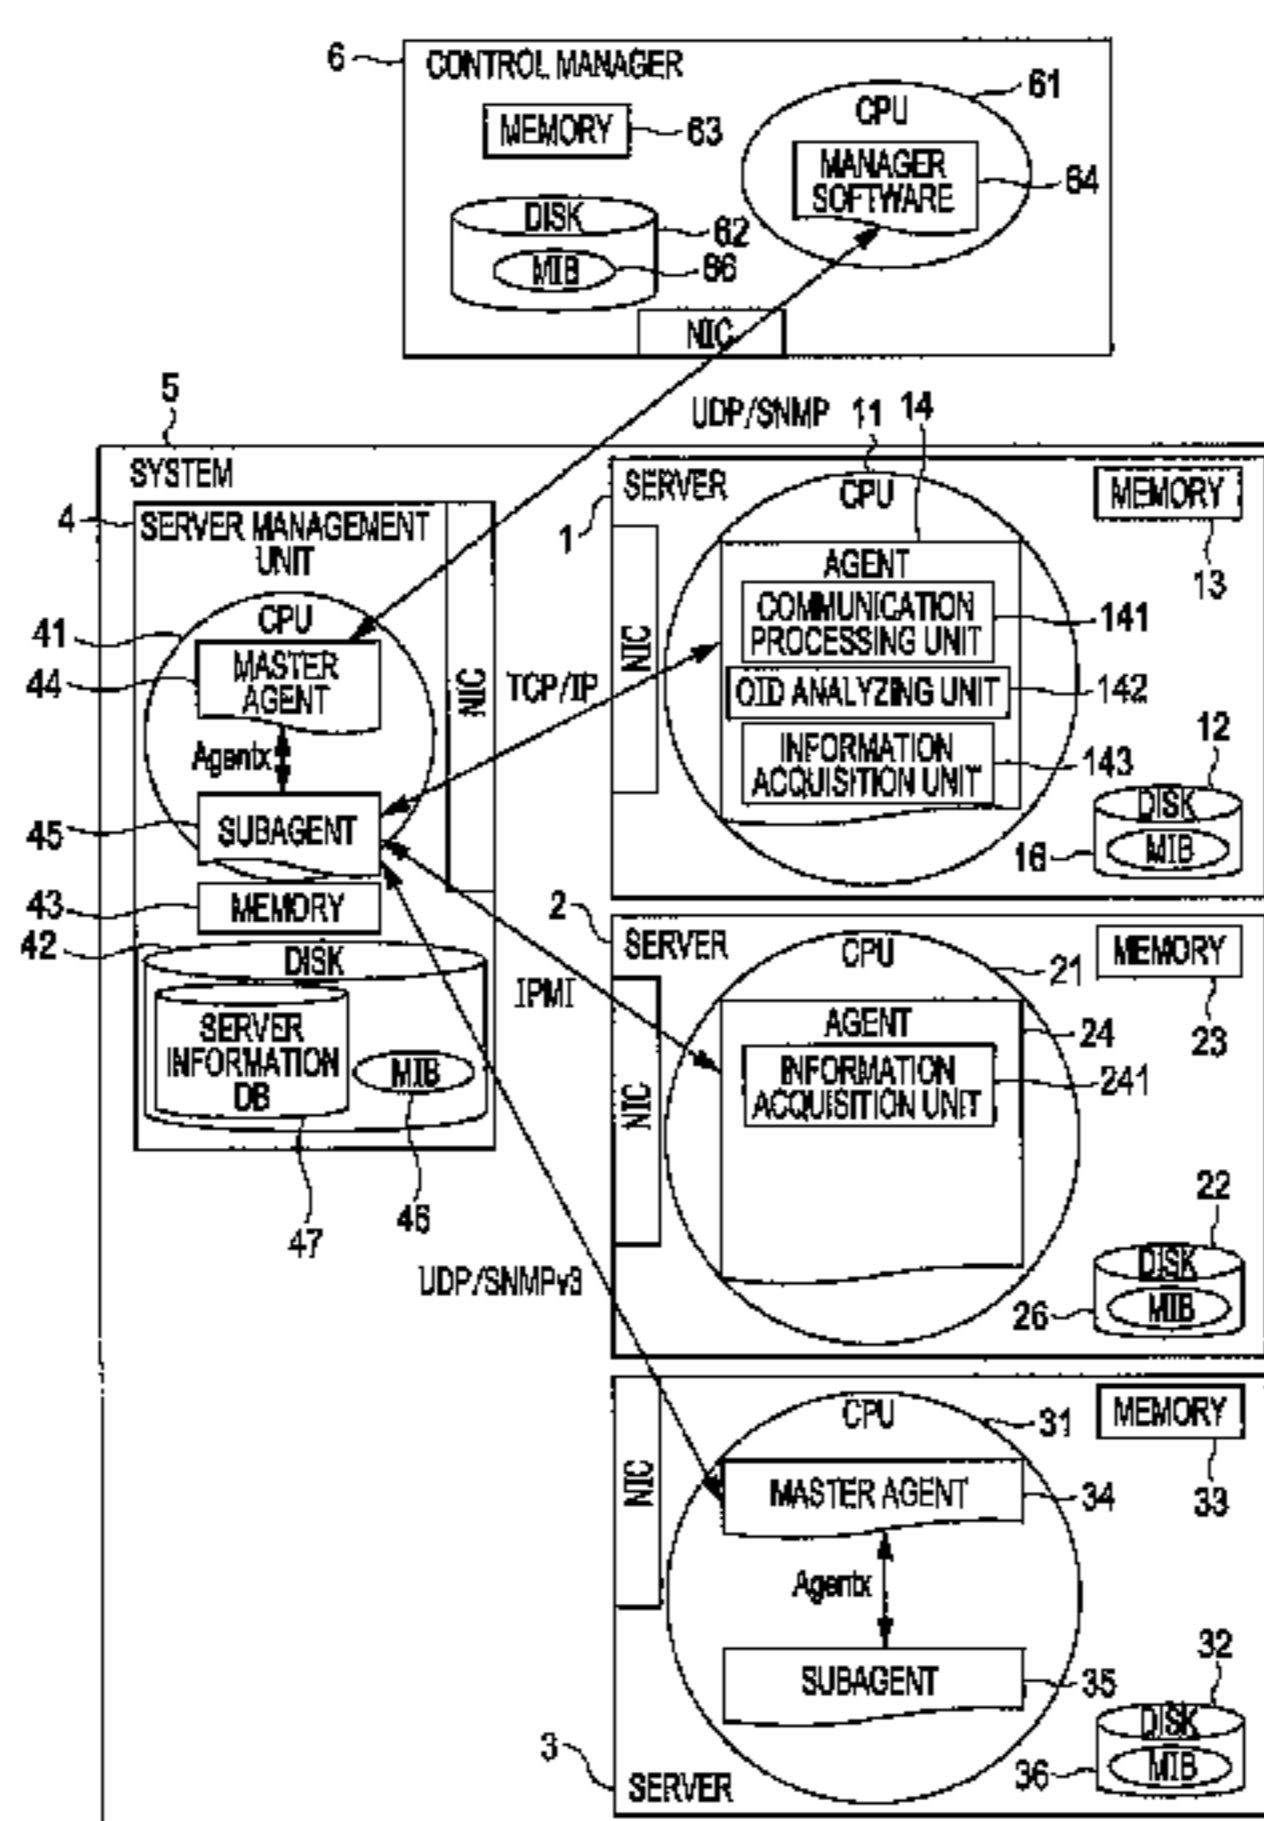 6
CONTROL MANAGER
MEMORY
63
CPU
61
MANAGER
SOFTWARE
64
DISK
62
MIB
66
NIC
UDP/SNMP
5
SYSTEM
4
SERVER MANAGEMENT
UNIT
CPU
41
MASTER
AGENT
44
Agentx
SUBAGENT
45
NIC
MEMORY
43
42
DISK
SERVER
INFORMATION
DB
MIB
47
46
TCP/IP
IPMI
UDP/SNMPv3
1
SERVER
11
14
CPU
MEMORY
13
NIC
AGENT
COMMUNICATION
PROCESSING UNIT
141
OID ANALYZING UNIT
142
INFORMATION
ACQUISITION UNIT
143
12
DISK
MIB
16
2
SERVER
CPU
21
MEMORY
23
NIC
AGENT
24
INFORMATION
ACQUISITION UNIT
241
22
DISK
MIB
26
CPU
31
MEMORY
33
NIC
MASTER AGENT
34
Agentx
SUBAGENT
35
32
DISK
MIB
36
3
SERVER